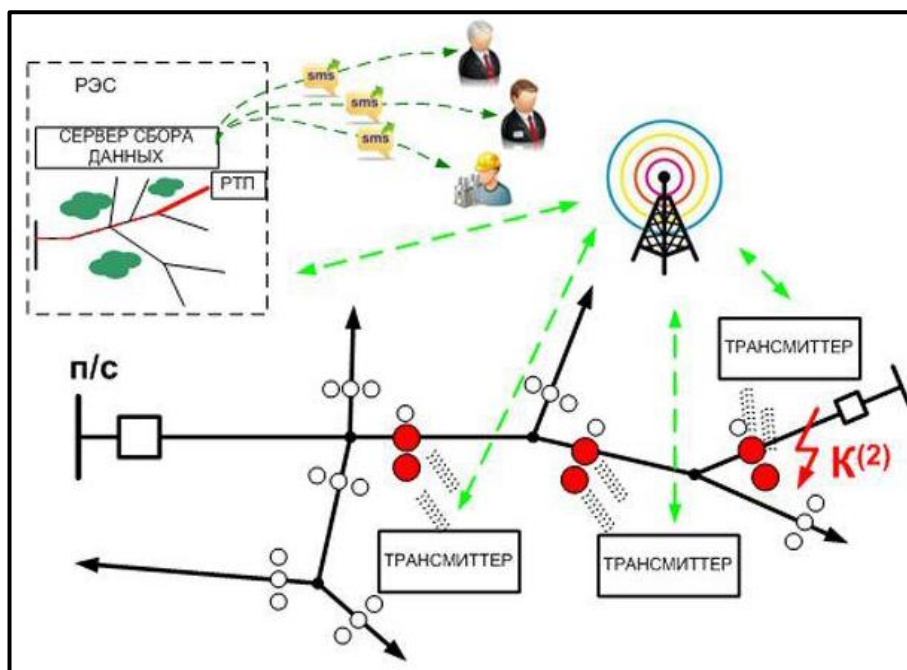 РЭС
СЕРВЕР СБОРА
ДАННЫХ
РТП
sms
sms
sms
ТРАНСМИТТЕР
п/с
К(2)
ТРАНСМИТТЕР
ТРАНСМИТТЕР